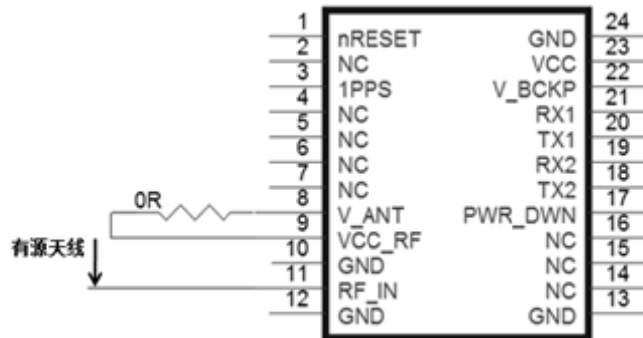 1 nRESET GND 24
2 NC VCC 23
3 1PPS V_BCKP 22
4 NC RX1 21
5 NC TX1 20
6 NC RX2 19
7 NC TX2 18
0R 8 V_ANT PWR_DWN 17
9 VCC_RF NC 16
有源天线 10 GND NC 15
11 RF_IN NC 14
12 GND GND 13